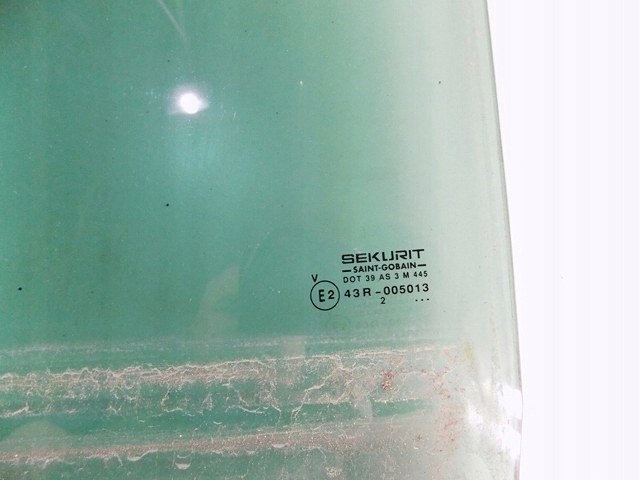 SEKURIT
SAINT-GOBAIN
DOT 39 AS 3 M 445
V
E2 43R-005013
2 ...